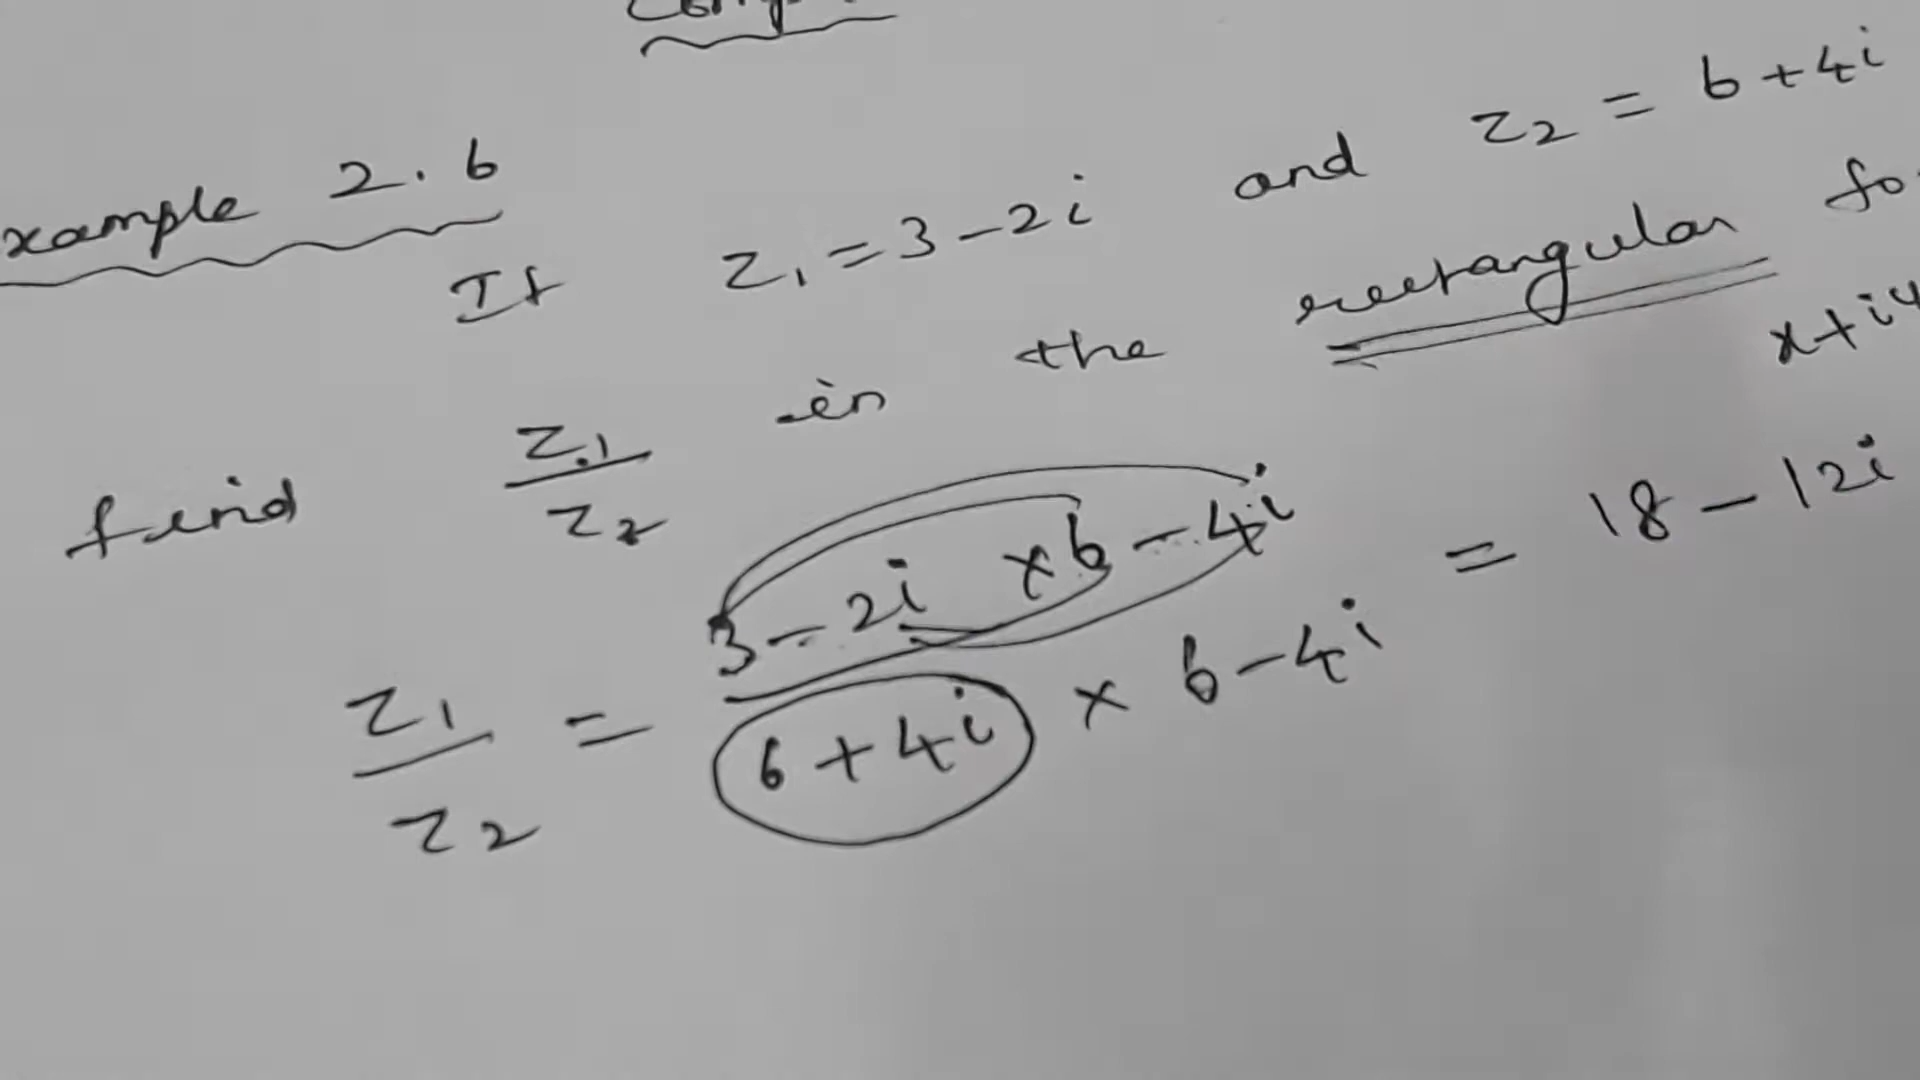 xample 2.6
If z₁ = 3 - 2i and z₂ = 6 + 4i
find z₁/z₂ in the rectangular fo
x + iy
z₁/z₂ = 3 - 2i × 6 - 4i / 6 + 4i × 6 - 4i = 18 - 12i